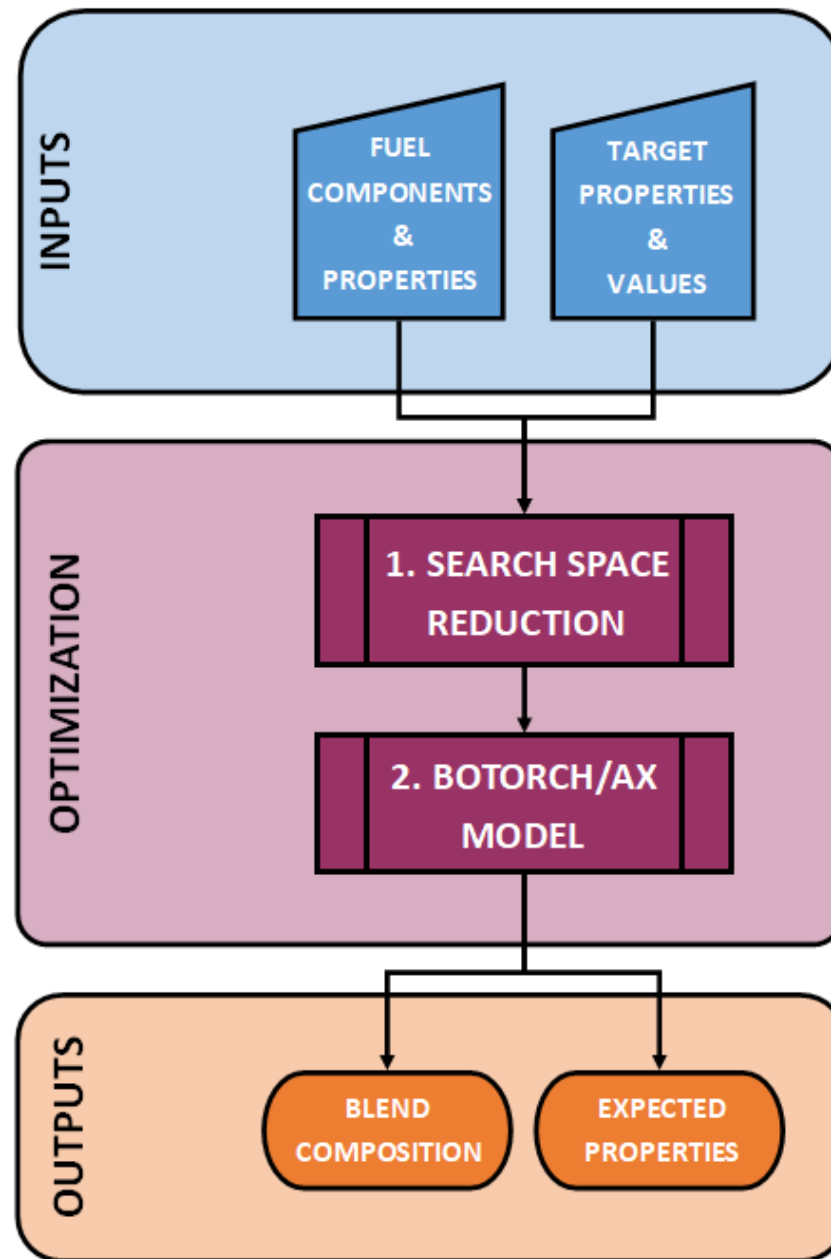 INPUTS
FUEL
COMPONENTS
&
PROPERTIES
TARGET
PROPERTIES
&
VALUES
OPTIMIZATION
1. SEARCH SPACE
REDUCTION
2. BOTORCH/AX
MODEL
OUTPUTS
BLEND
COMPOSITION
EXPECTED
PROPERTIES